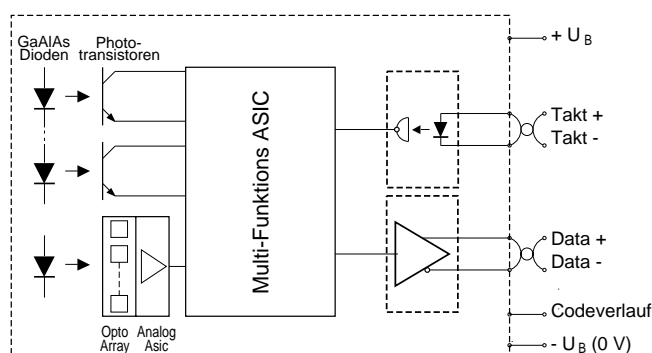 GaAlAs
Dioden
Photo-
transistoren
Multi-Funktions ASIC
+ U B
Takt +
Takt -
Data +
Data -
Codeverlauf
- U B (0 V)
Opto
Array
Analog
Asic